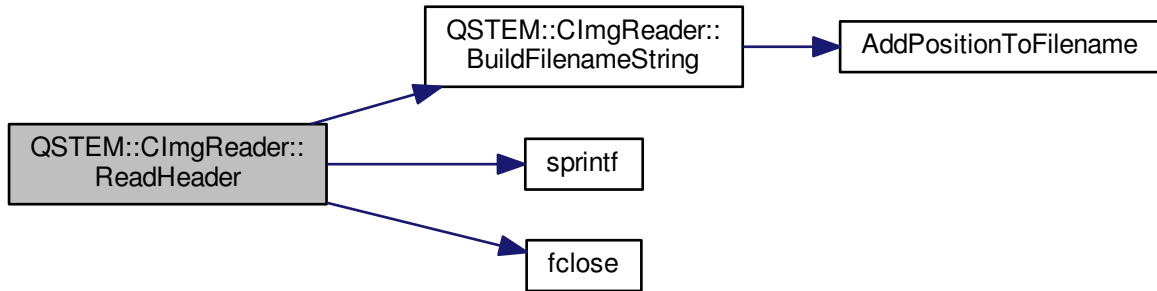 QSTEM::CImgReader::
BuildFilenameString
AddPositionToFilename
QSTEM::CImgReader::
ReadHeader
sprintf
fclose